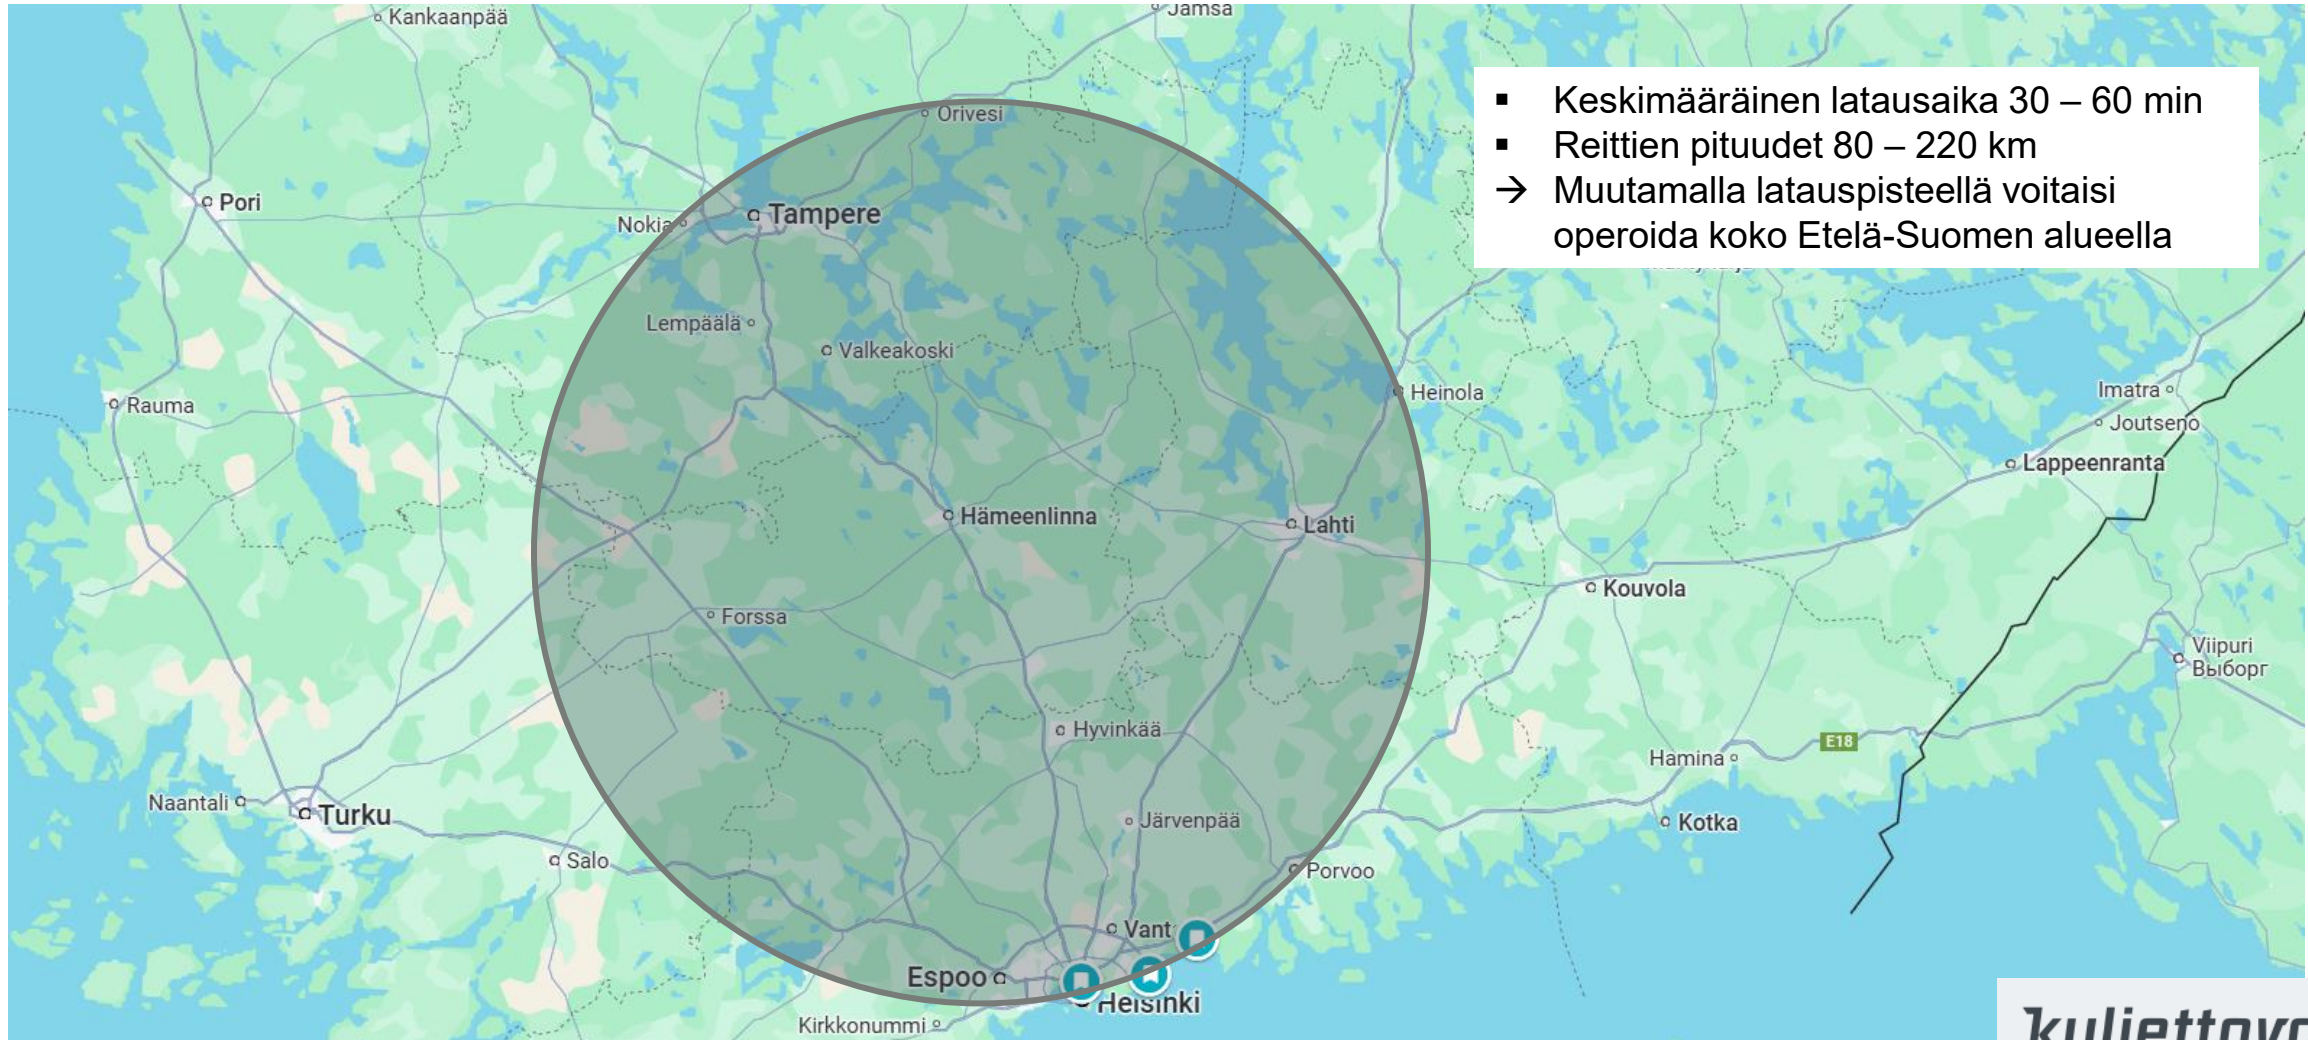 Kankaanpää
Jämsä
▪ Keskimääräinen latausaika 30 – 60 min
▪ Reittien pituudet 80 – 220 km
→ Muutamalla latauspisteellä voitaisi
operoida koko Etelä-Suomen alueella
Orivesi
Pori
Nokia
Tampere
Lempäälä
Valkeakoski
Heinola
Imatra
Rauma
Joutseno
Lappeenranta
Hämeenlinna
Lahti
Kouvola
Forssa
Viipuri
Выборг
Hyvinkää
E18
Hamina
Naantali
Turku
Järvenpää
Kotka
Salo
Porvoo
Vant
Espoo
Helsinki
Kirkkonummi